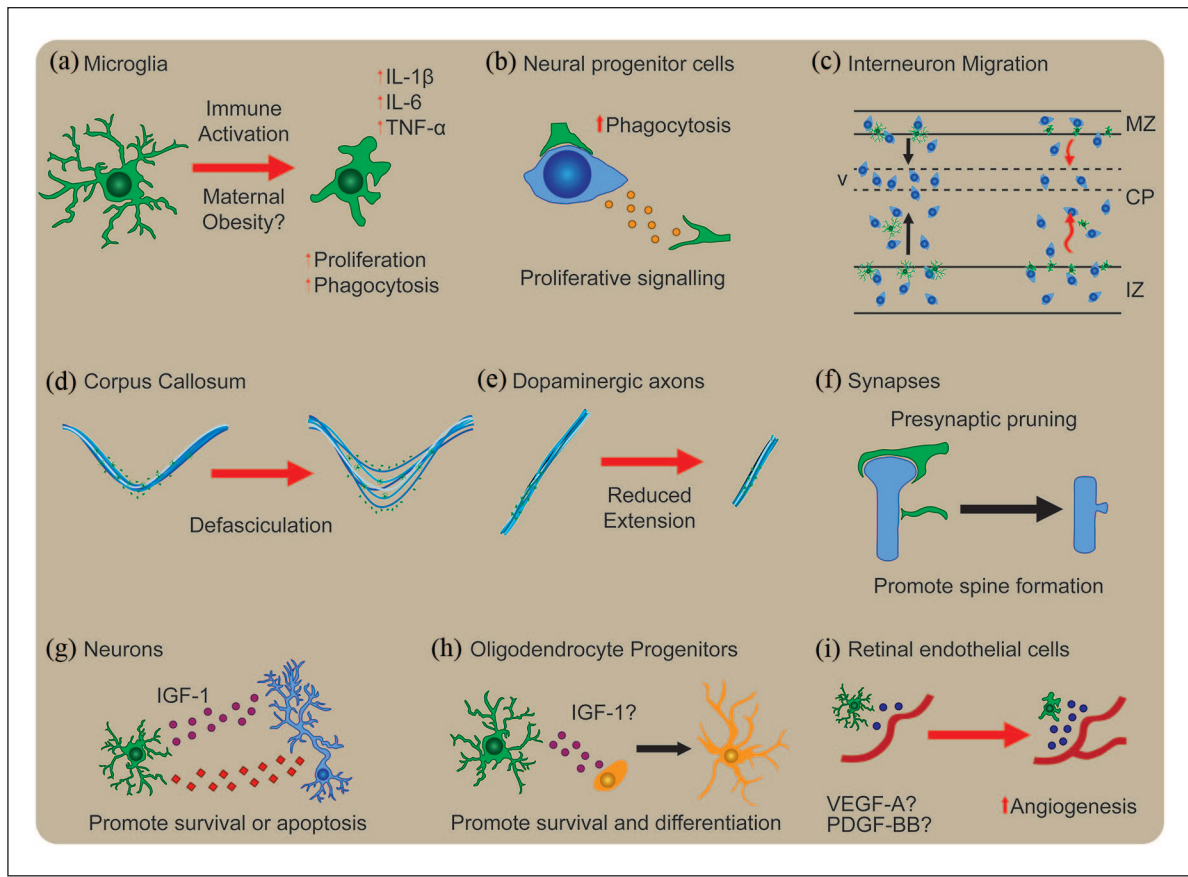 (a) Microglia
Immune
Activation
Maternal
Obesity?
↑IL-1β
↑IL-6
↑TNF-α
↑Proliferation
↑Phagocytosis
(b) Neural progenitor cells
↑Phagocytosis
Proliferative signalling
(c) Interneuron Migration
MZ
V
CP
IZ
(d) Corpus Callosum
Defasciculation
(e) Dopaminergic axons
Reduced
Extension
(f) Synapses
Presynaptic pruning
Promote spine formation
(g) Neurons
IGF-1
Promote survival or apoptosis
(h) Oligodendrocyte Progenitors
IGF-1?
Promote survival and differentiation
(i) Retinal endothelial cells
VEGF-A?
PDGF-BB?
↑Angiogenesis